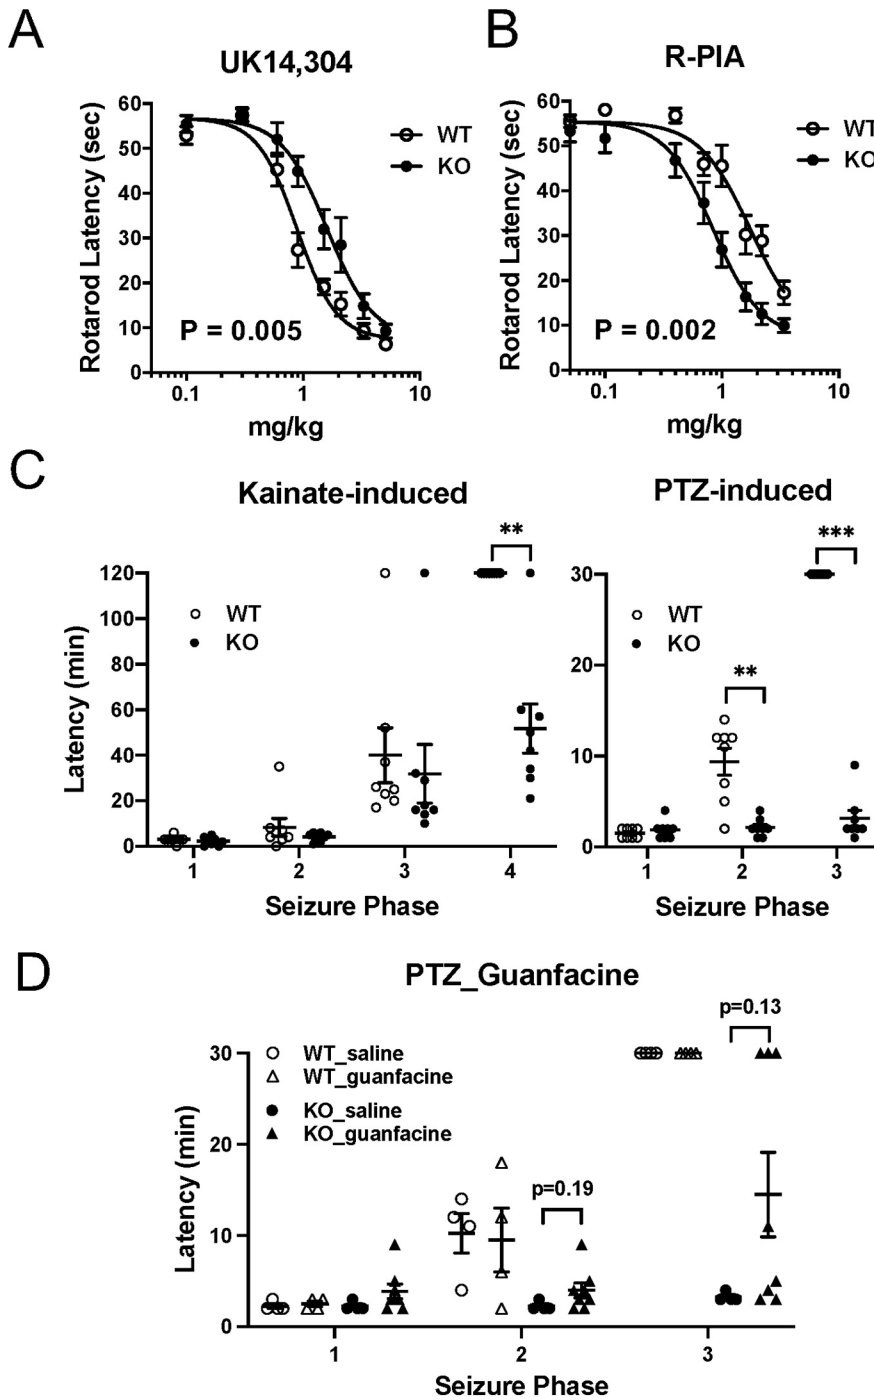 A
UK14,304
Rotarod Latency (sec)
60
50
40
30
20
10
0
WT
KO
P = 0.005
0.1
1
10
mg/kg
B
R-PIA
Rotarod Latency (sec)
60
50
40
30
20
10
0
WT
KO
P = 0.002
0.1
1
10
mg/kg
C
Kainate-induced
Latency (min)
120
100
80
60
40
20
0
WT
KO
**
1
2
3
4
Seizure Phase
PTZ-induced
30
20
10
0
WT
KO
**
***
1
2
3
Seizure Phase
D
PTZ_Guanfacine
Latency (min)
30
20
10
0
WT_saline
WT_guanfacine
KO_saline
KO_guanfacine
p=0.19
p=0.13
1
2
3
Seizure Phase